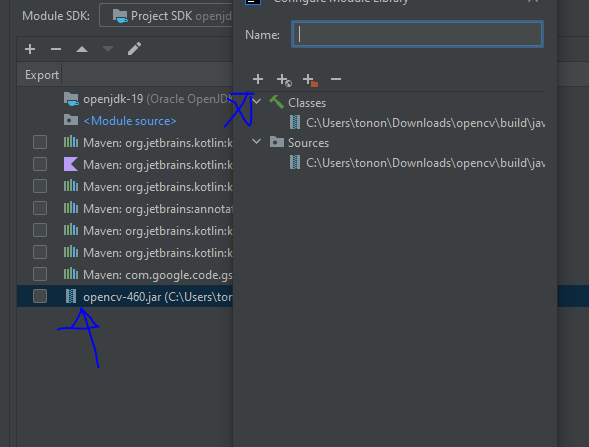 Configure Module Library
Module SDK:
Project SDK openjdk
Name:
Export
openjdk-19 (Oracle OpenJD
<Module source>
Maven: org.jetbrains.kotlin:k
Maven: org.jetbrains.kotlin:k
Maven: org.jetbrains.kotlin:k
Maven: org.jetbrains:annota
Maven: org.jetbrains.kotlin:k
Maven: org.jetbrains.kotlin:k
Maven: com.google.code.gs
opencv-460.jar (C:\Users\ton
Classes
C:\Users\tonon\Downloads\opencv\build\jav
Sources
C:\Users\tonon\Downloads\opencv\build\jav